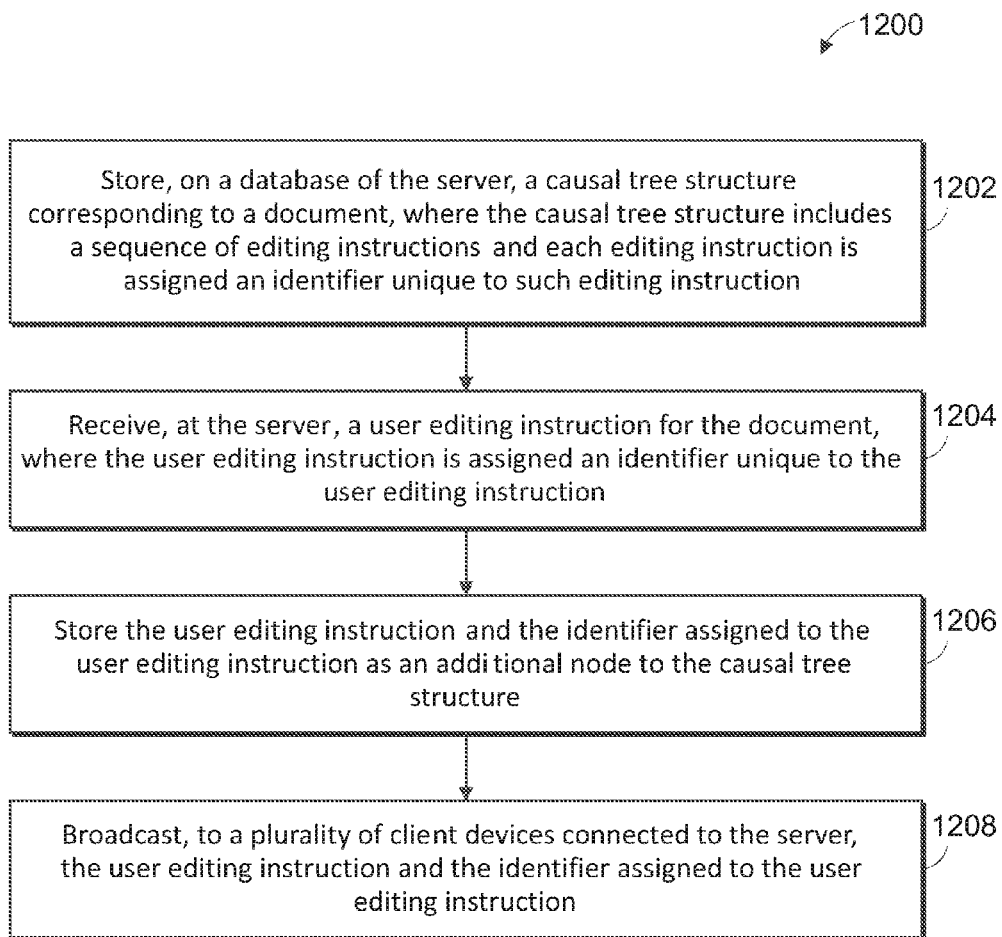 1200
Store, on a database of the server, a causal tree structure
corresponding to a document, where the causal tree structure includes
a sequence of editing instructions and each editing instruction is
assigned an identifier unique to such editing instruction
1202
Receive, at the server, a user editing instruction for the document,
where the user editing instruction is assigned an identifier unique to the
user editing instruction
1204
Store the user editing instruction and the identifier assigned to the
user editing instruction as an additional node to the causal tree
structure
1206
Broadcast, to a plurality of client devices connected to the server,
the user editing instruction and the identifier assigned to the user
editing instruction
1208